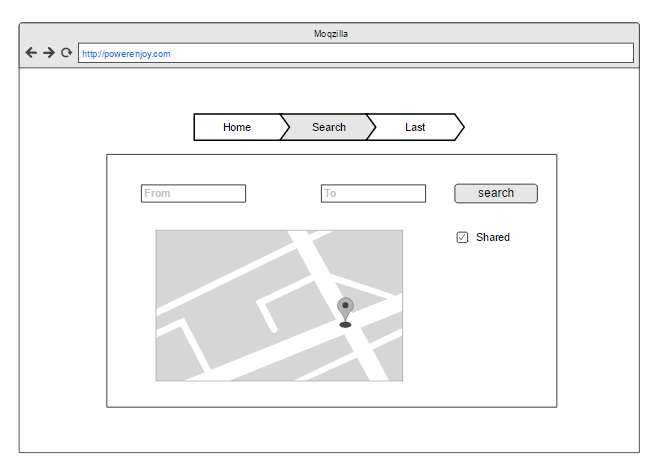 Moqzilla
http://powerenjoy.com
Home Search Last
From To search
Shared